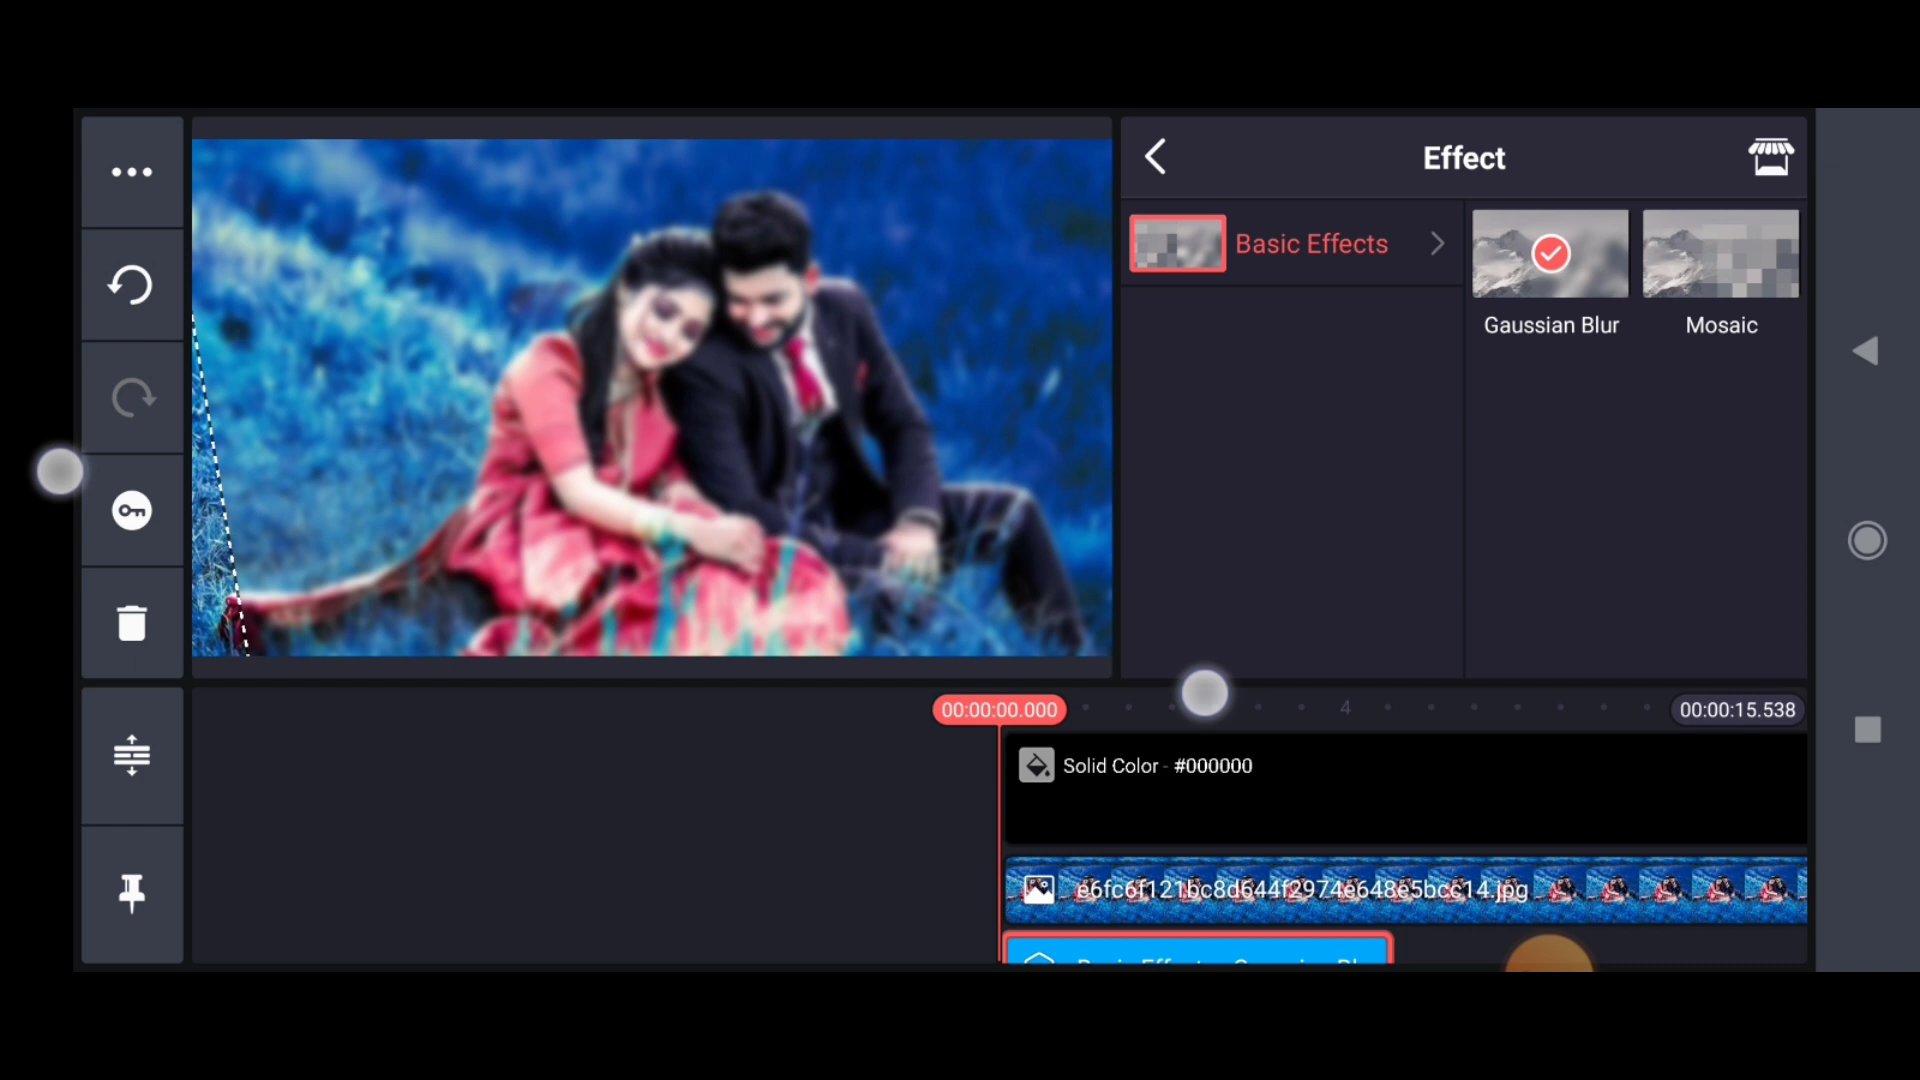 Effect
Basic Effects
Gaussian Blur
Mosaic
00:00:00.000
4
00:00:15.538
Solid Color - #000000
e6fc6f121bc8d644f2974e648e5bcc14.jpg